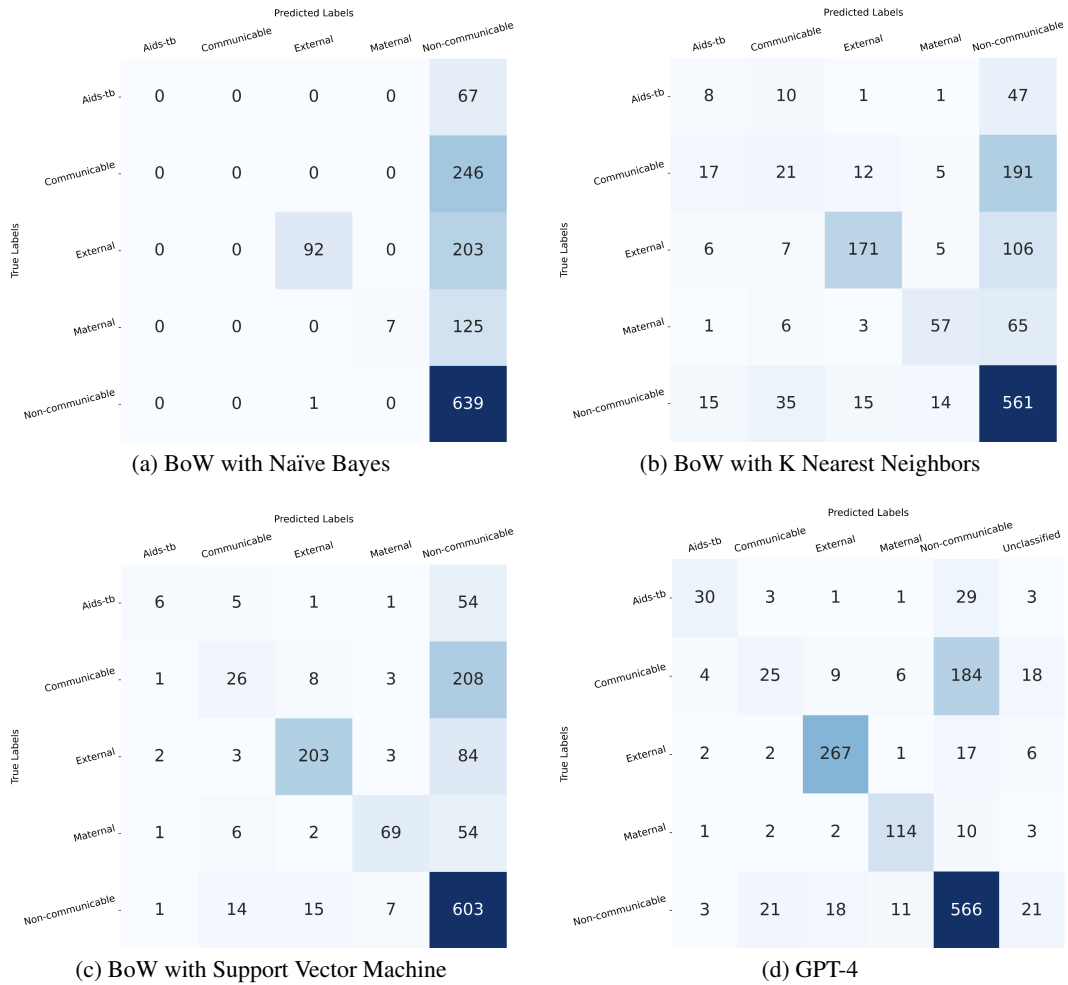 Predicted Labels
Aids-tb Communicable External Maternal Non-communicable
True Labels
Aids-tb 0 0 0 0 67
Communicable 0 0 0 0 246
External 0 0 92 0 203
Maternal 0 0 0 7 125
Non-communicable 0 0 1 0 639
(a) BoW with Naïve Bayes
Predicted Labels
Aids-tb Communicable External Maternal Non-communicable
True Labels
Aids-tb 8 10 1 1 47
Communicable 17 21 12 5 191
External 6 7 171 5 106
Maternal 1 6 3 57 65
Non-communicable 15 35 15 14 561
(b) BoW with K Nearest Neighbors
Predicted Labels
Aids-tb Communicable External Maternal Non-communicable
True Labels
Aids-tb 6 5 1 1 54
Communicable 1 26 8 3 208
External 2 3 203 3 84
Maternal 1 6 2 69 54
Non-communicable 1 14 15 7 603
(c) BoW with Support Vector Machine
Predicted Labels
Aids-tb Communicable External Maternal Non-communicable Unclassified
True Labels
Aids-tb 30 3 1 1 29 3
Communicable 4 25 9 6 184 18
External 2 2 267 1 17 6
Maternal 1 2 2 114 10 3
Non-communicable 3 21 18 11 566 21
(d) GPT-4